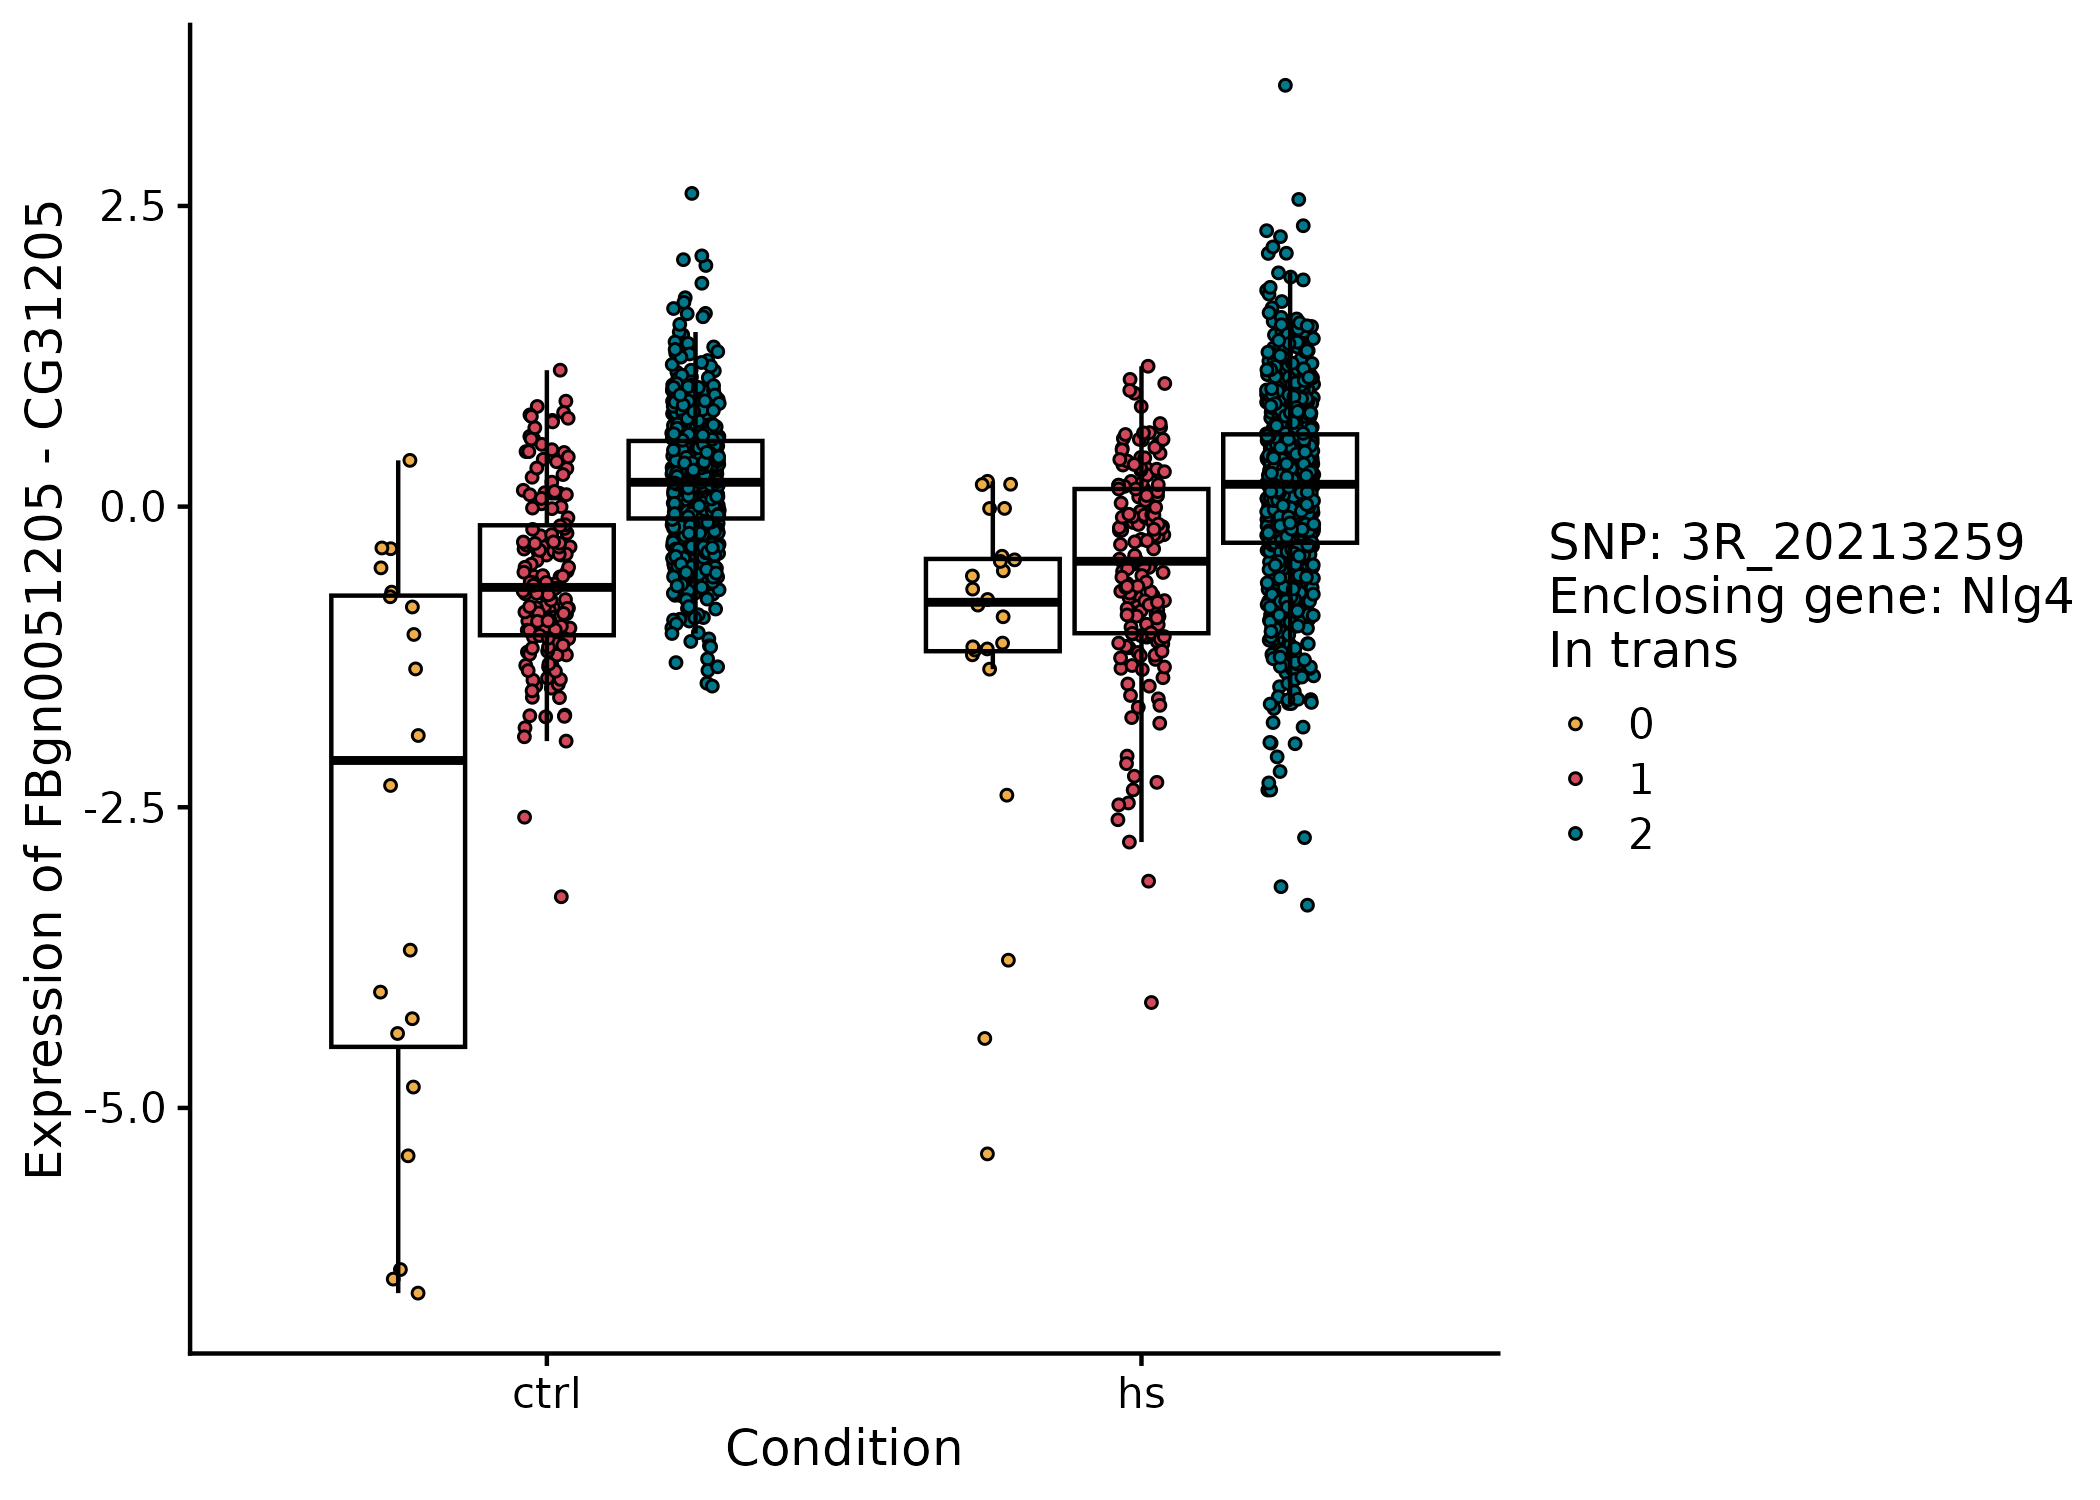 Expression of FBgn0051205 - CG31205
2.5
0.0
-2.5
-5.0
ctrl
hs
Condition
SNP: 3R_20213259
Enclosing gene: Nlg4
In trans
0
1
2